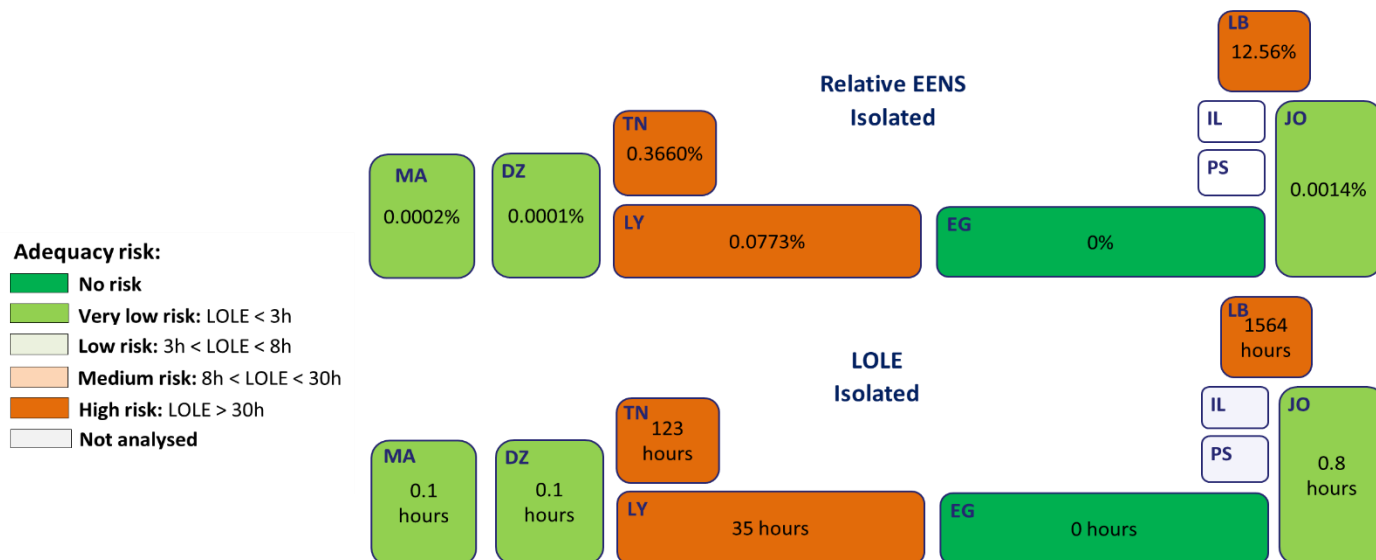 LB
12.56%
Relative EENS
Isolated
IL
JO
TN
0.3660%
PS
MA
DZ
0.0002%
0.0001%
0.0014%
LY
0.0773%
EG
0%
Adequacy risk:
No risk
Very low risk: LOLE < 3h
Low risk: 3h < LOLE < 8h
Medium risk: 8h < LOLE < 30h
High risk: LOLE > 30h
Not analysed
LB
1564
hours
LOLE
Isolated
IL
JO
TN
123
hours
PS
MA
DZ
0.1
hours
0.1
hours
0.8
hours
LY
35 hours
EG
0 hours